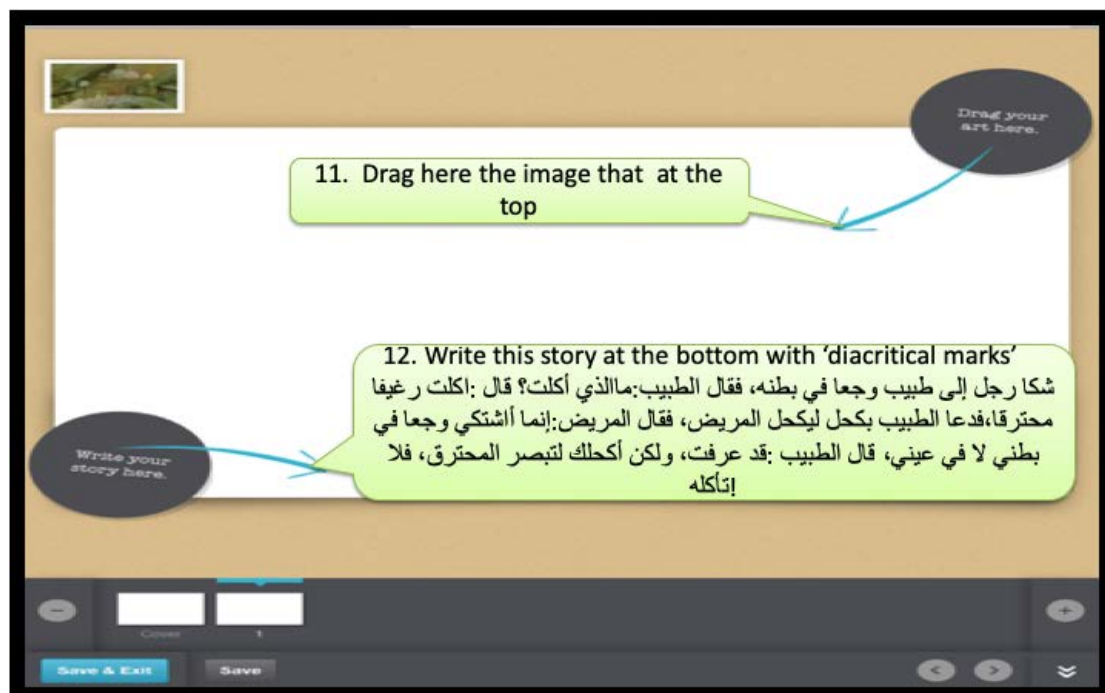 Drag your
art here.
11. Drag here the image that at the
top
12. Write this story at the bottom with ‘diacritical marks’
شكا رجل إلى طبيب وجعا في بطنه، فقال الطبيب:ماالذي أكلت؟ قال :اكلت رغيفا
محترقا،فدعا الطبيب بكحل ليكحل المريض، فقال المريض:إنما أاشتكي وجعا في
بطني لا في عيني، قال الطبيب :قد عرفت، ولكن أكحلك لتبصر المحترق، فلا
تأكله!
Write your
story here.
Cover
1
Save & Exit
Save